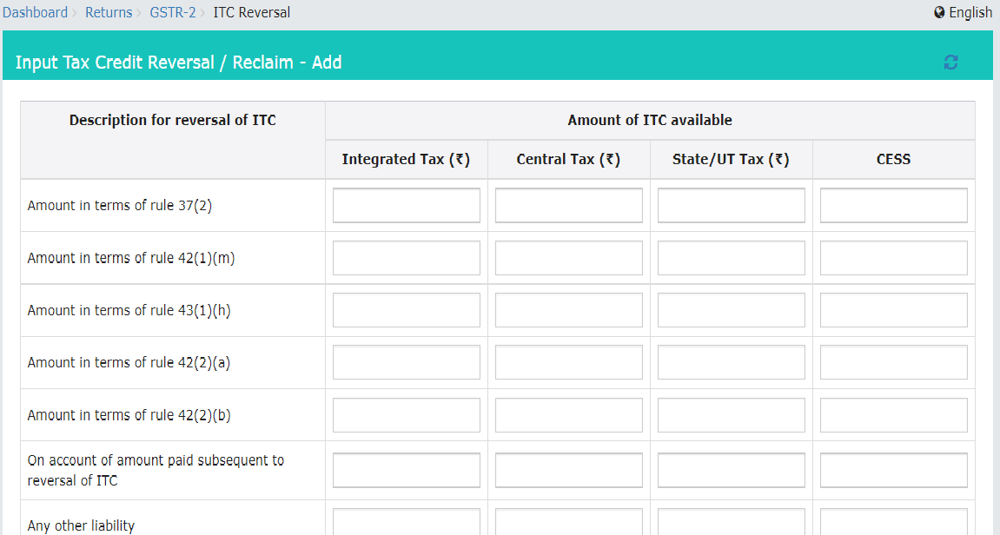 Dashboard > Returns > GSTR-2 > ITC Reversal
English
Input Tax Credit Reversal / Reclaim - Add
Description for reversal of ITC
Amount of ITC available
Integrated Tax (₹)
Central Tax (₹)
State/UT Tax (₹)
CESS
Amount in terms of rule 37(2)
Amount in terms of rule 42(1)(m)
Amount in terms of rule 43(1)(h)
Amount in terms of rule 42(2)(a)
Amount in terms of rule 42(2)(b)
On account of amount paid subsequent to
reversal of ITC
Any other liability